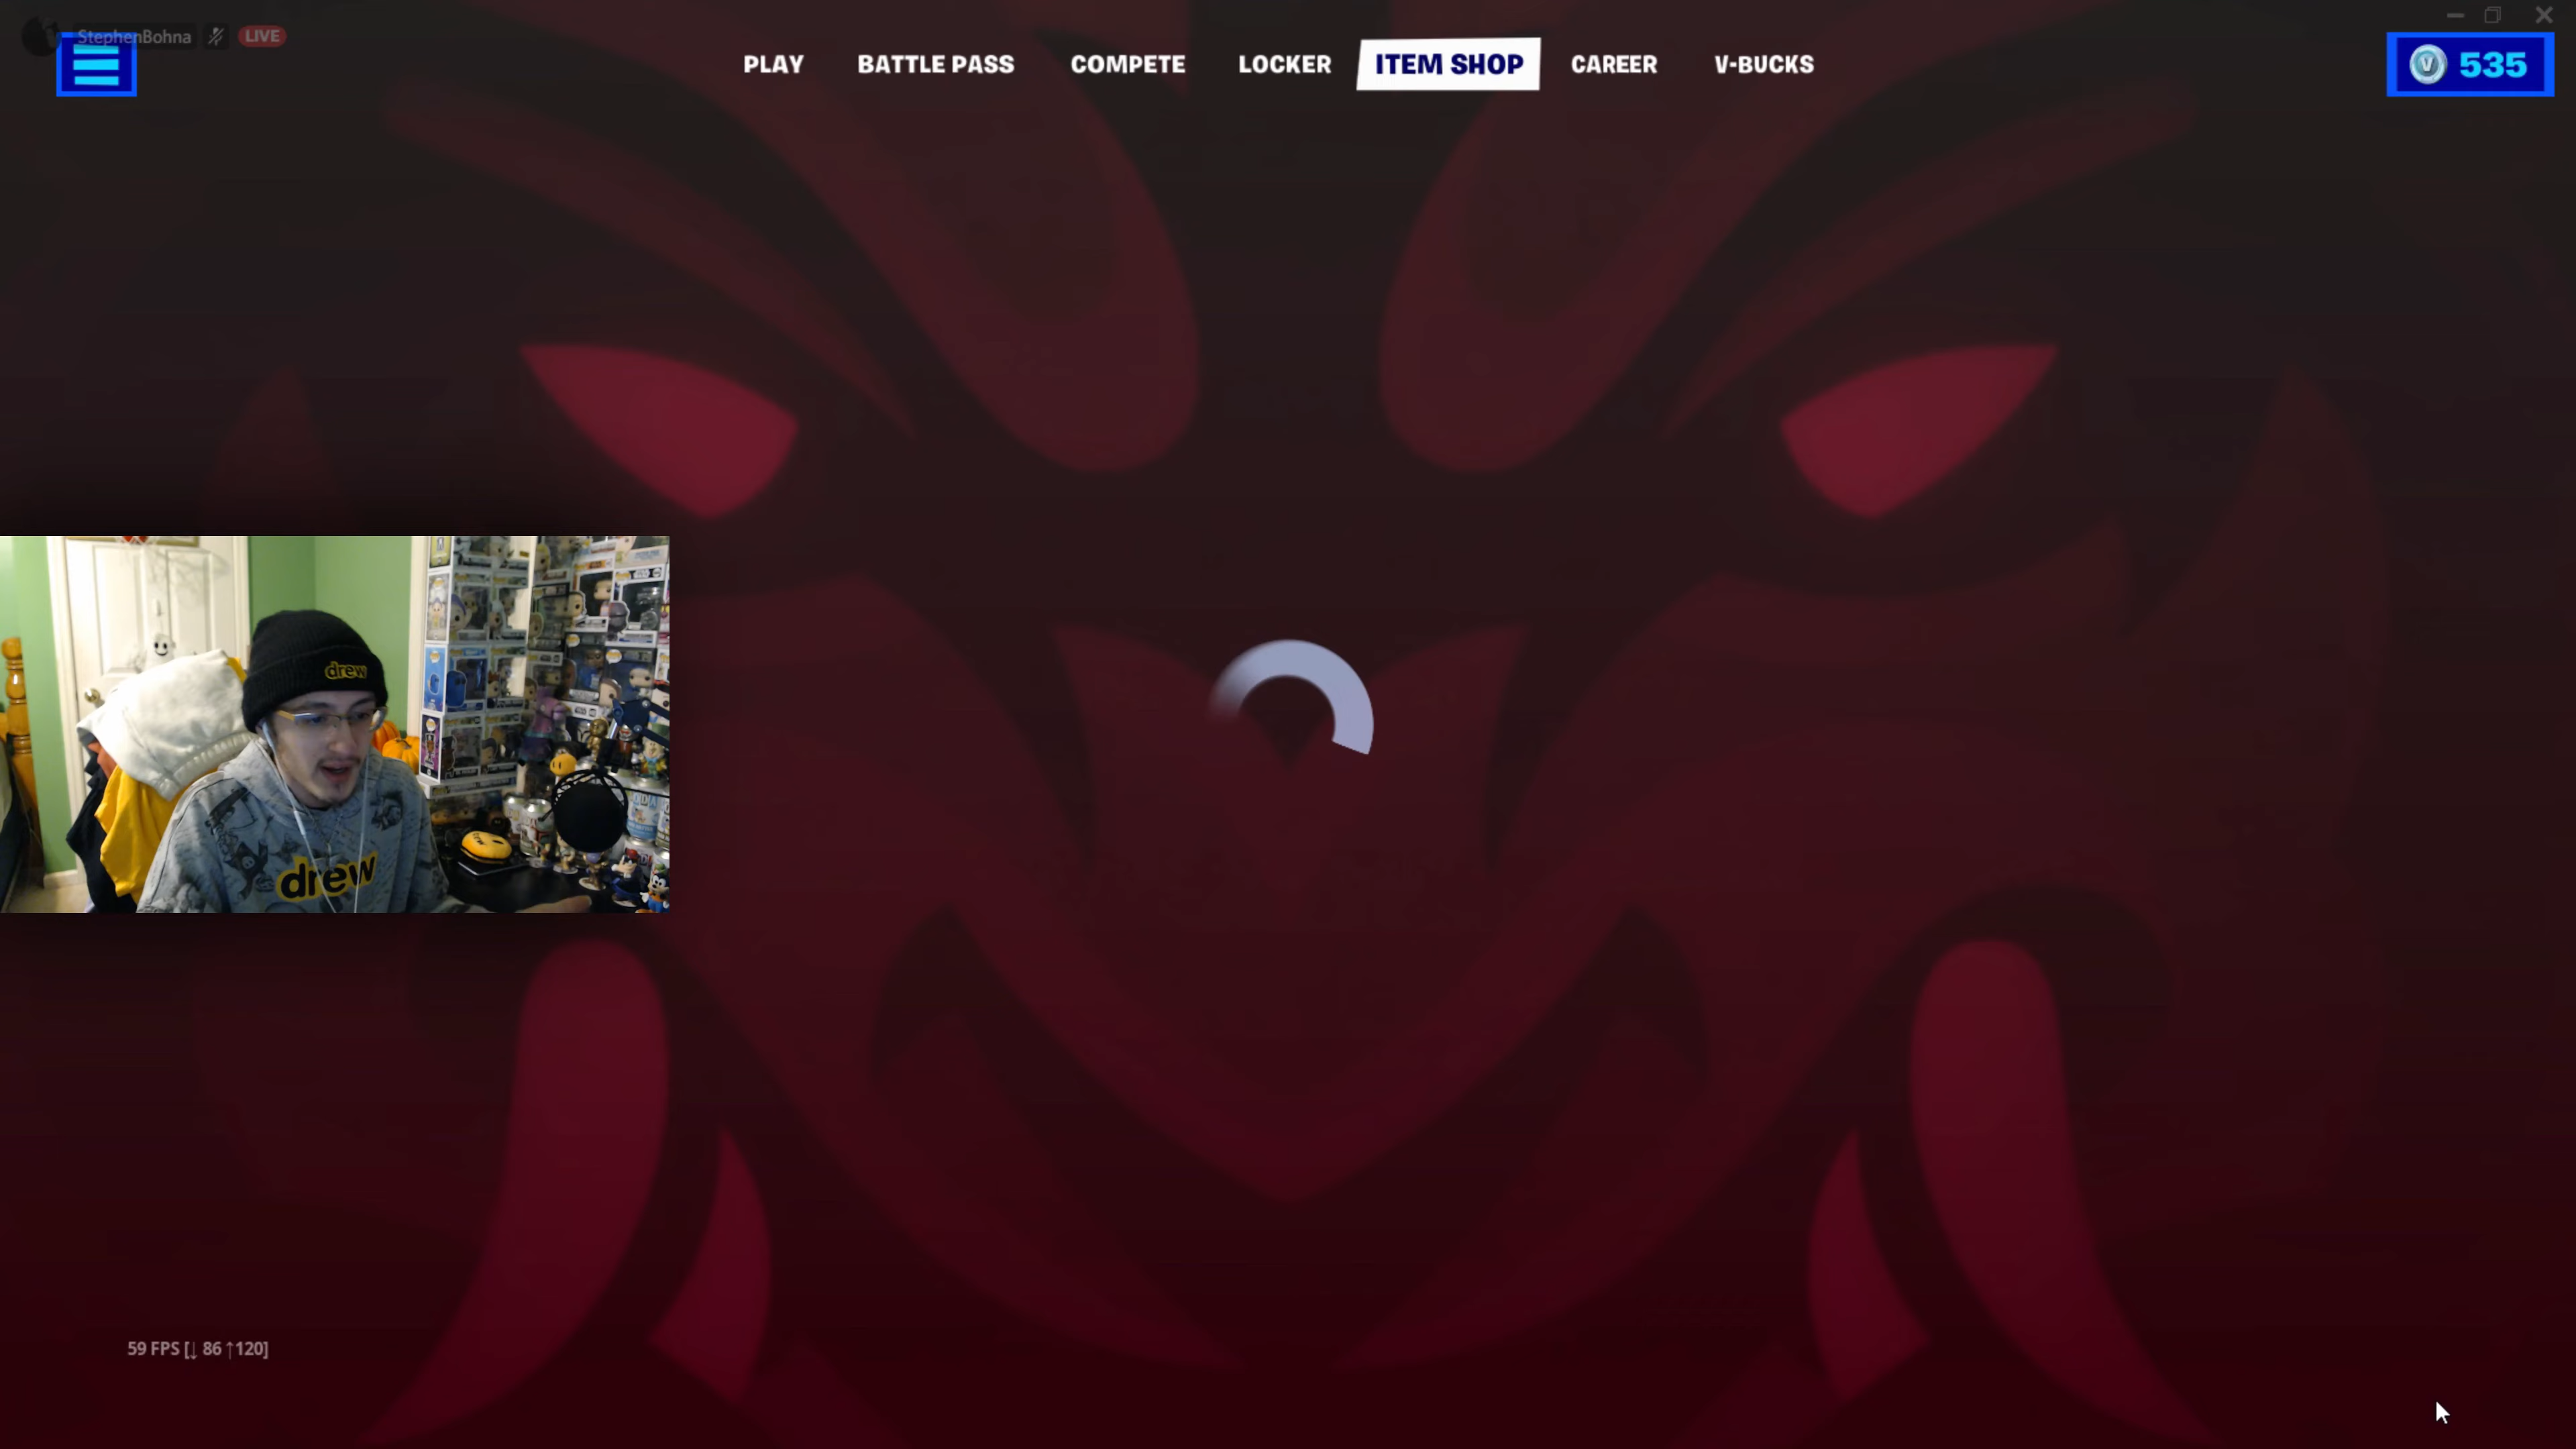 StephenBohna LIVE
PLAY BATTLE PASS COMPETE LOCKER ITEM SHOP CAREER V-BUCKS
535
drew
drew
59 FPS [↓ 86 ↑120]